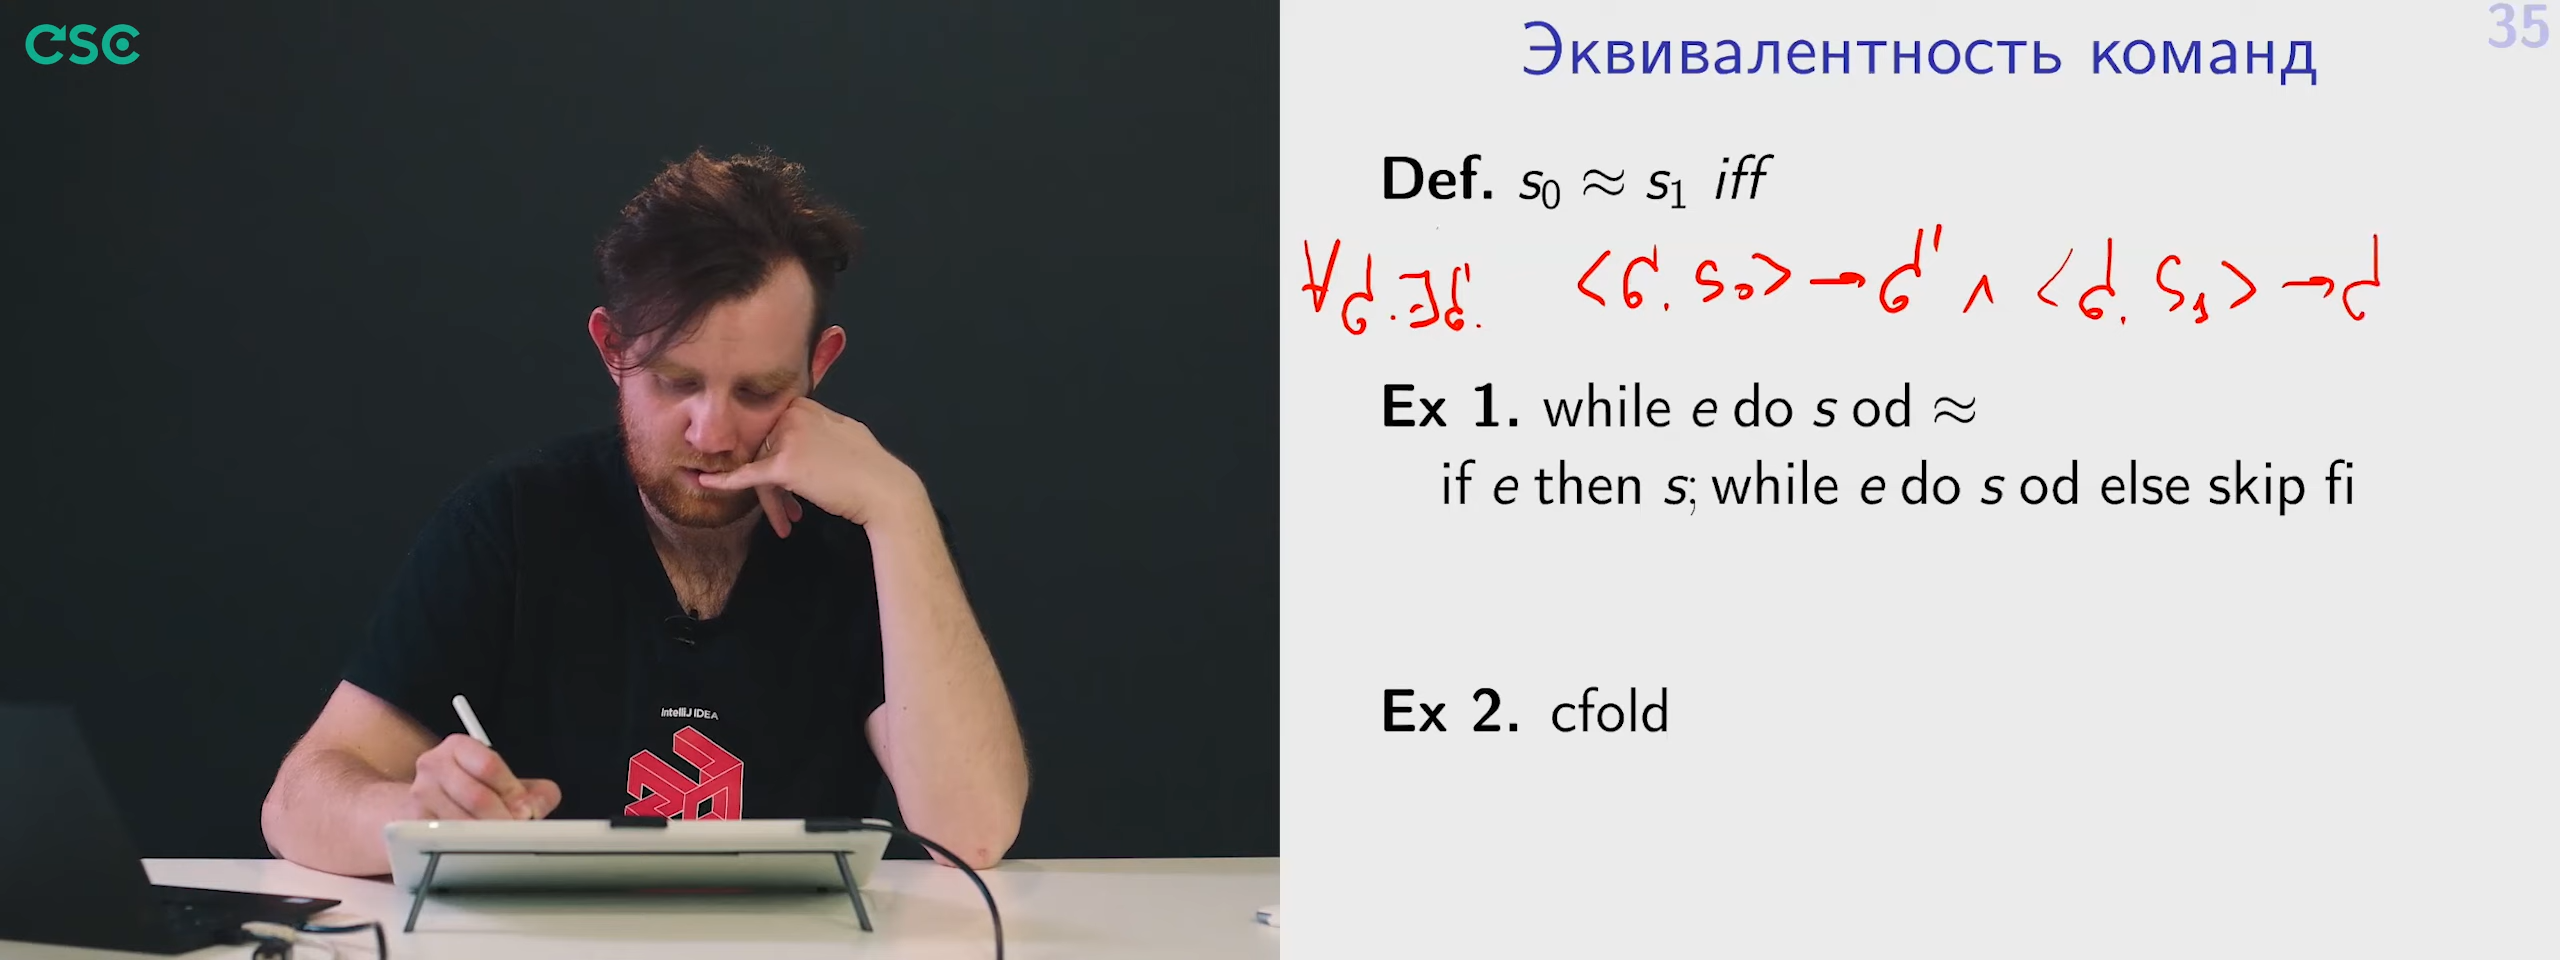 CSC
IntelliJ IDEA
35
Эквивалентность команд
Def. s₀ ≈ s₁ iff
∀σ.∃σ'. <σ. S₀> → σ' ∧ <σ. S₁> → σ
Ex 1. while e do s od ≈
if e then s; while e do s od else skip fi
Ex 2. cfold